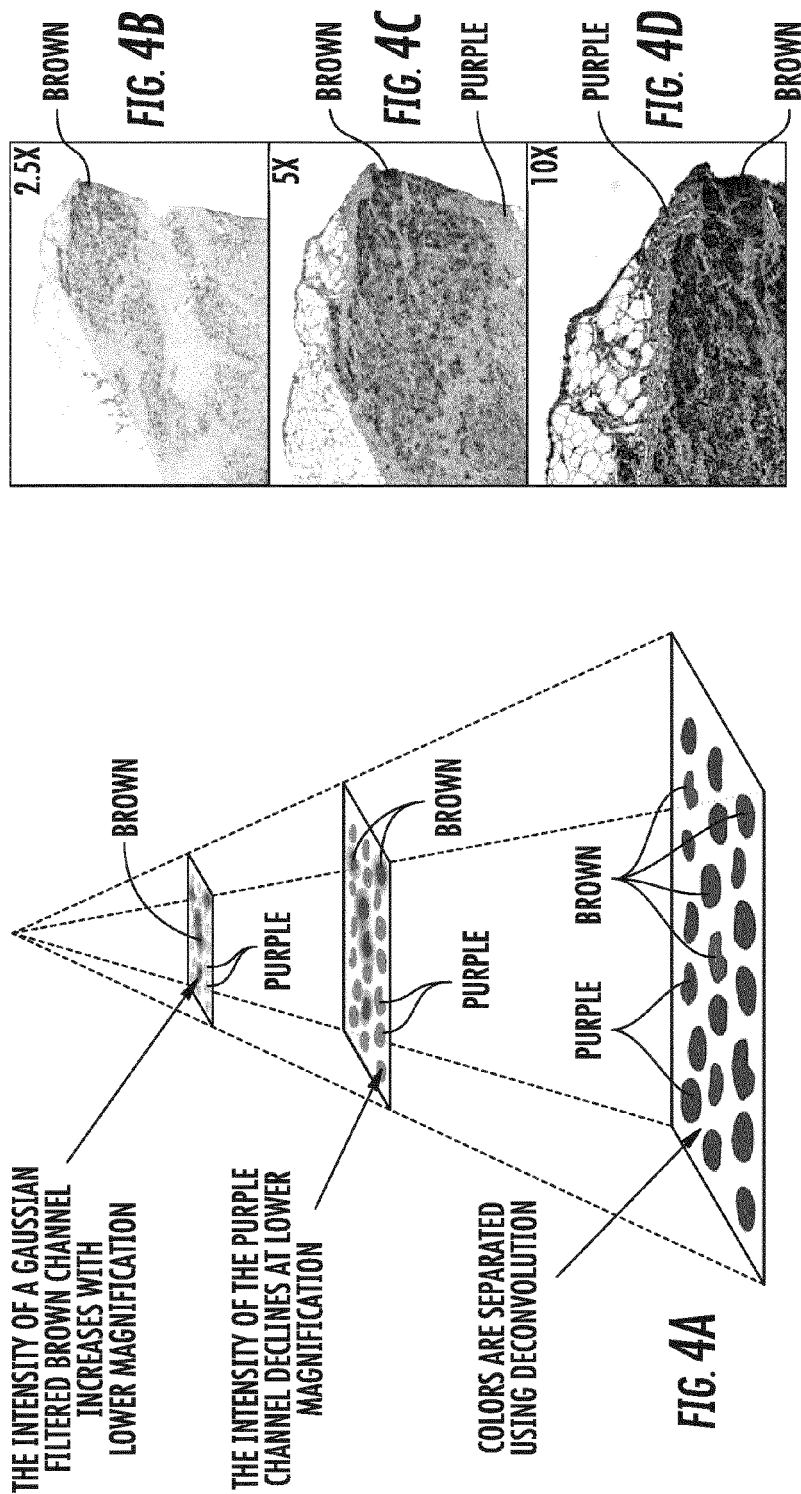 THE INTENSITY OF A GAUSSIAN
FILTERED BROWN CHANNEL
INCREASES WITH
LOWER MAGNIFICATION
BROWN
PURPLE
THE INTENSITY OF THE PURPLE
CHANNEL DECLINES AT LOWER
MAGNIFICATION
BROWN
PURPLE
COLORS ARE SEPARATED
USING DECONVOLUTION
PURPLE
BROWN
FIG. 4A
2.5X
BROWN
FIG. 4B
5X
BROWN
FIG. 4C
PURPLE
10X
PURPLE
FIG. 4D
BROWN